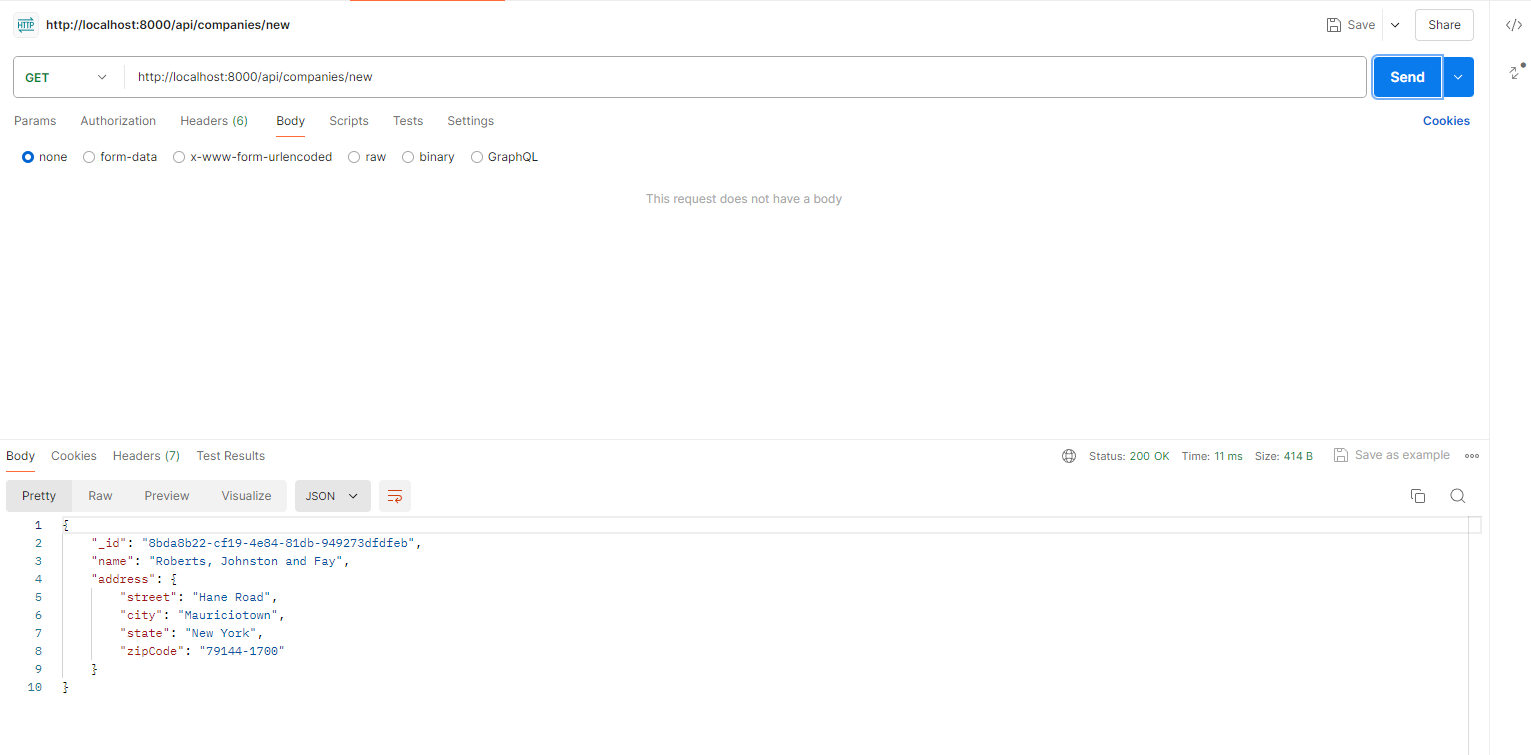 HTTP http://localhost:8000/api/companies/new Save Share </>
GET http://localhost:8000/api/companies/new Send
Params Authorization Headers (6) Body Scripts Tests Settings Cookies
none form-data x-www-form-urlencoded raw binary GraphQL
This request does not have a body
Body Cookies Headers (7) Test Results Status: 200 OK Time: 11 ms Size: 414 B Save as example
Pretty Raw Preview Visualize JSON
1 {
2 "_id": "8bda8b22-cf19-4e84-81db-949273dfdfeb",
3 "name": "Roberts, Johnston and Fay",
4 "address": {
5 "street": "Hane Road",
6 "city": "Mauriciotown",
7 "state": "New York",
8 "zipCode": "79144-1700"
9 }
10 }